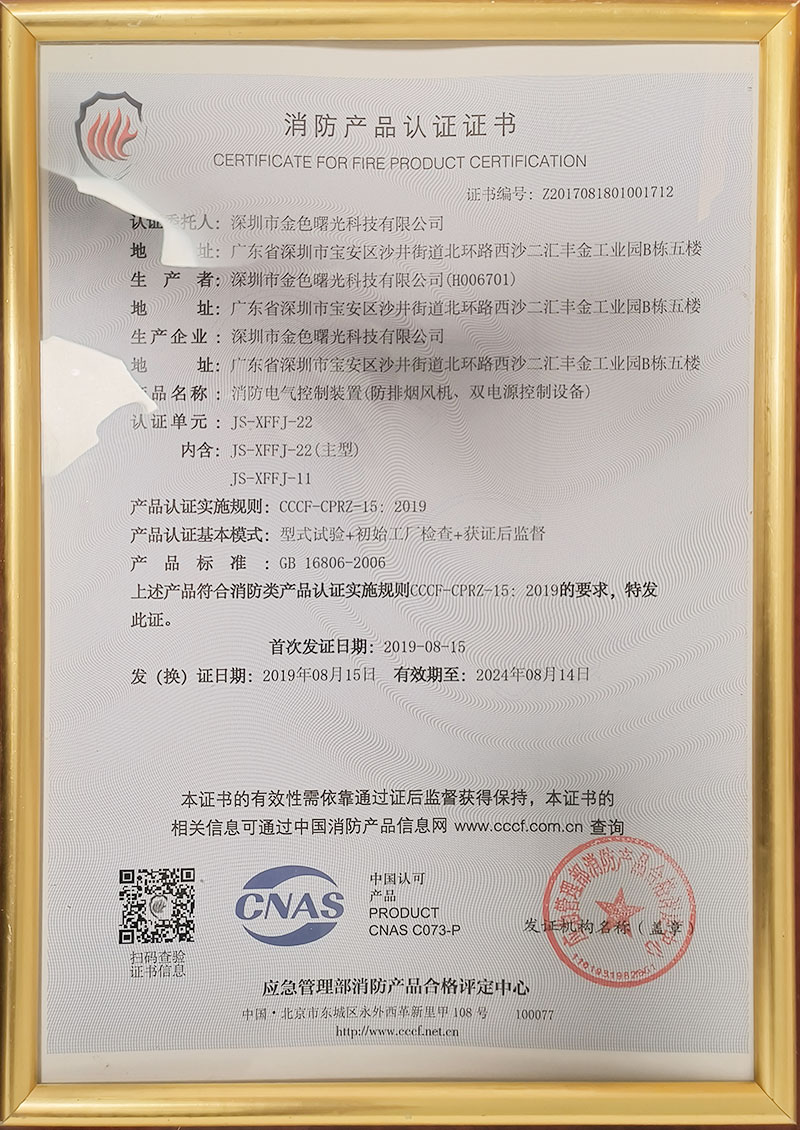 消防产品认证证书
CERTIFICATE FOR FIRE PRODUCT CERTIFICATION
证书编号：Z2017081801001712
认证委托人：深圳市金色曙光科技有限公司
地 址：广东省深圳市宝安区沙井街道北环路西沙二汇丰金工业园B栋五楼
生 产 者：深圳市金色曙光科技有限公司(H006701)
地 址：广东省深圳市宝安区沙井街道北环路西沙二汇丰金工业园B栋五楼
生产企业：深圳市金色曙光科技有限公司
地 址：广东省深圳市宝安区沙井街道北环路西沙二汇丰金工业园B栋五楼
产品名称：消防电气控制装置(防排烟风机、双电源控制设备)
认证单元：JS-XFFJ-22
内含：JS-XFFJ-22(主型)
JS-XFFJ-11
产品认证实施规则：CCCF-CPRZ-15: 2019
产品认证基本模式：型式试验+初始工厂检查+获证后监督
产 品 标 准 ：GB 16806-2006
上述产品符合消防类产品认证实施规则CCCF-CPRZ-15: 2019的要求，特发
此证。
首次发证日期：2019-08-15
发（换）证日期：2019年08月15日 有效期至：2024年08月14日
本证书的有效性需依靠通过证后监督获得保持，本证书的
相关信息可通过中国消防产品信息网 www.cccf.com.cn 查询
扫码查验
证书信息
CNAS
中国认可
产品
PRODUCT
CNAS C073-P
发证机构名称（盖章）
应急管理部消防产品合格评定中心
1101931982
应急管理部消防产品合格评定中心
中国·北京市东城区永外西革新里甲 108 号 100077
http://www.cccf.net.cn